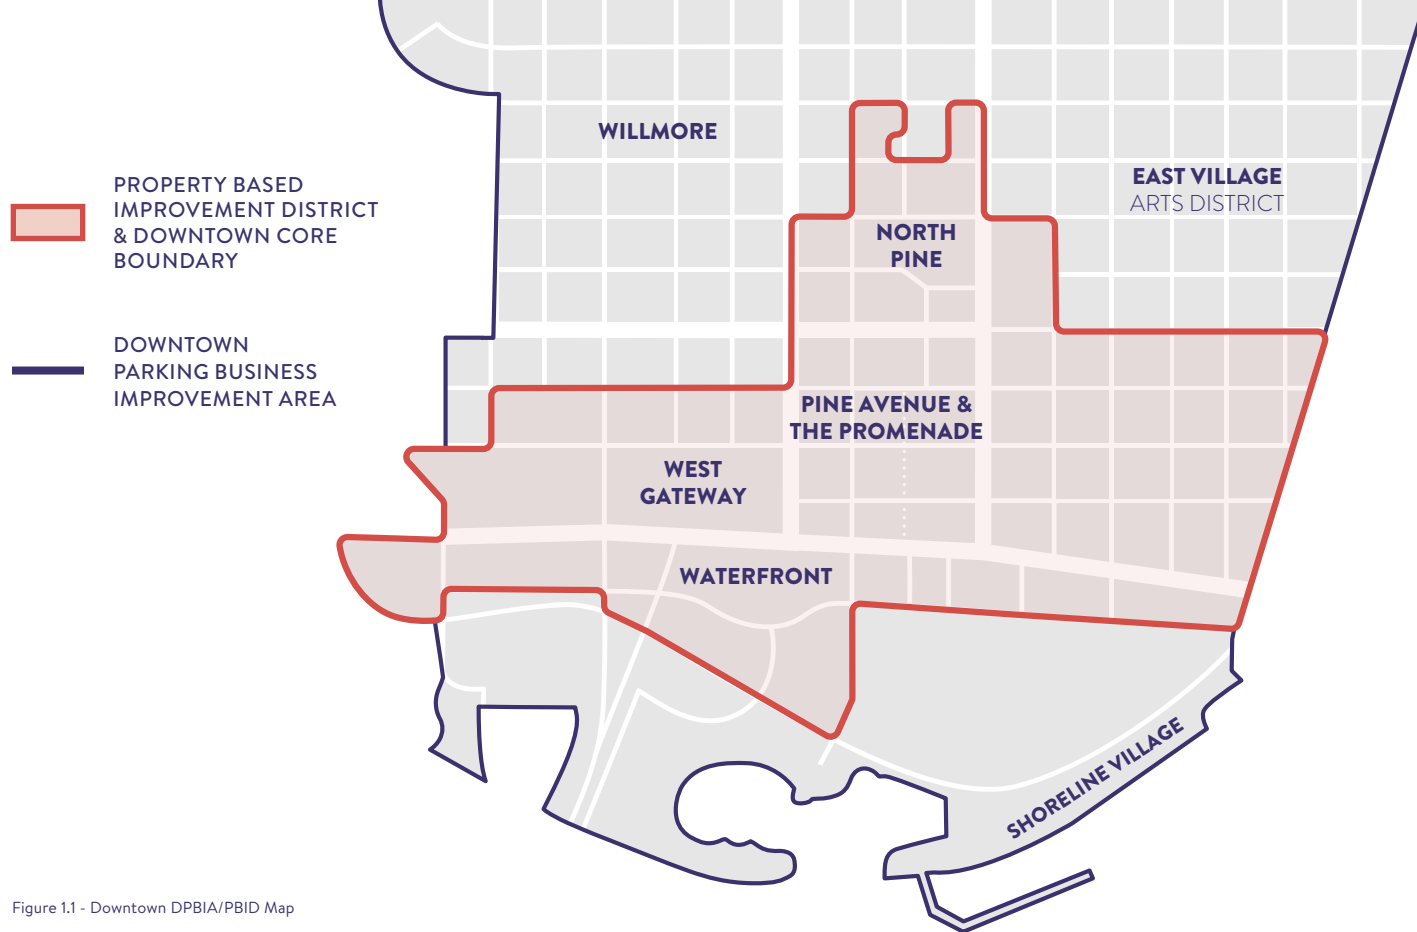 PROPERTY BASED
IMPROVEMENT DISTRICT
& DOWNTOWN CORE
BOUNDARY
DOWNTOWN
PARKING BUSINESS
IMPROVEMENT AREA
WILLMORE
EAST VILLAGE
ARTS DISTRICT
NORTH
PINE
PINE AVENUE &
THE PROMENADE
WEST
GATEWAY
WATERFRONT
SHORELINE VILLAGE
Figure 1.1 - Downtown DPBIA/PBID Map